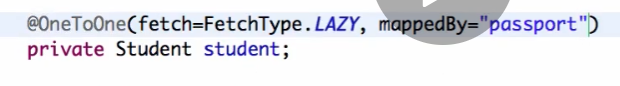 @OneToOne(fetch=FetchType.LAZY, mappedBy="passport")
private Student student;